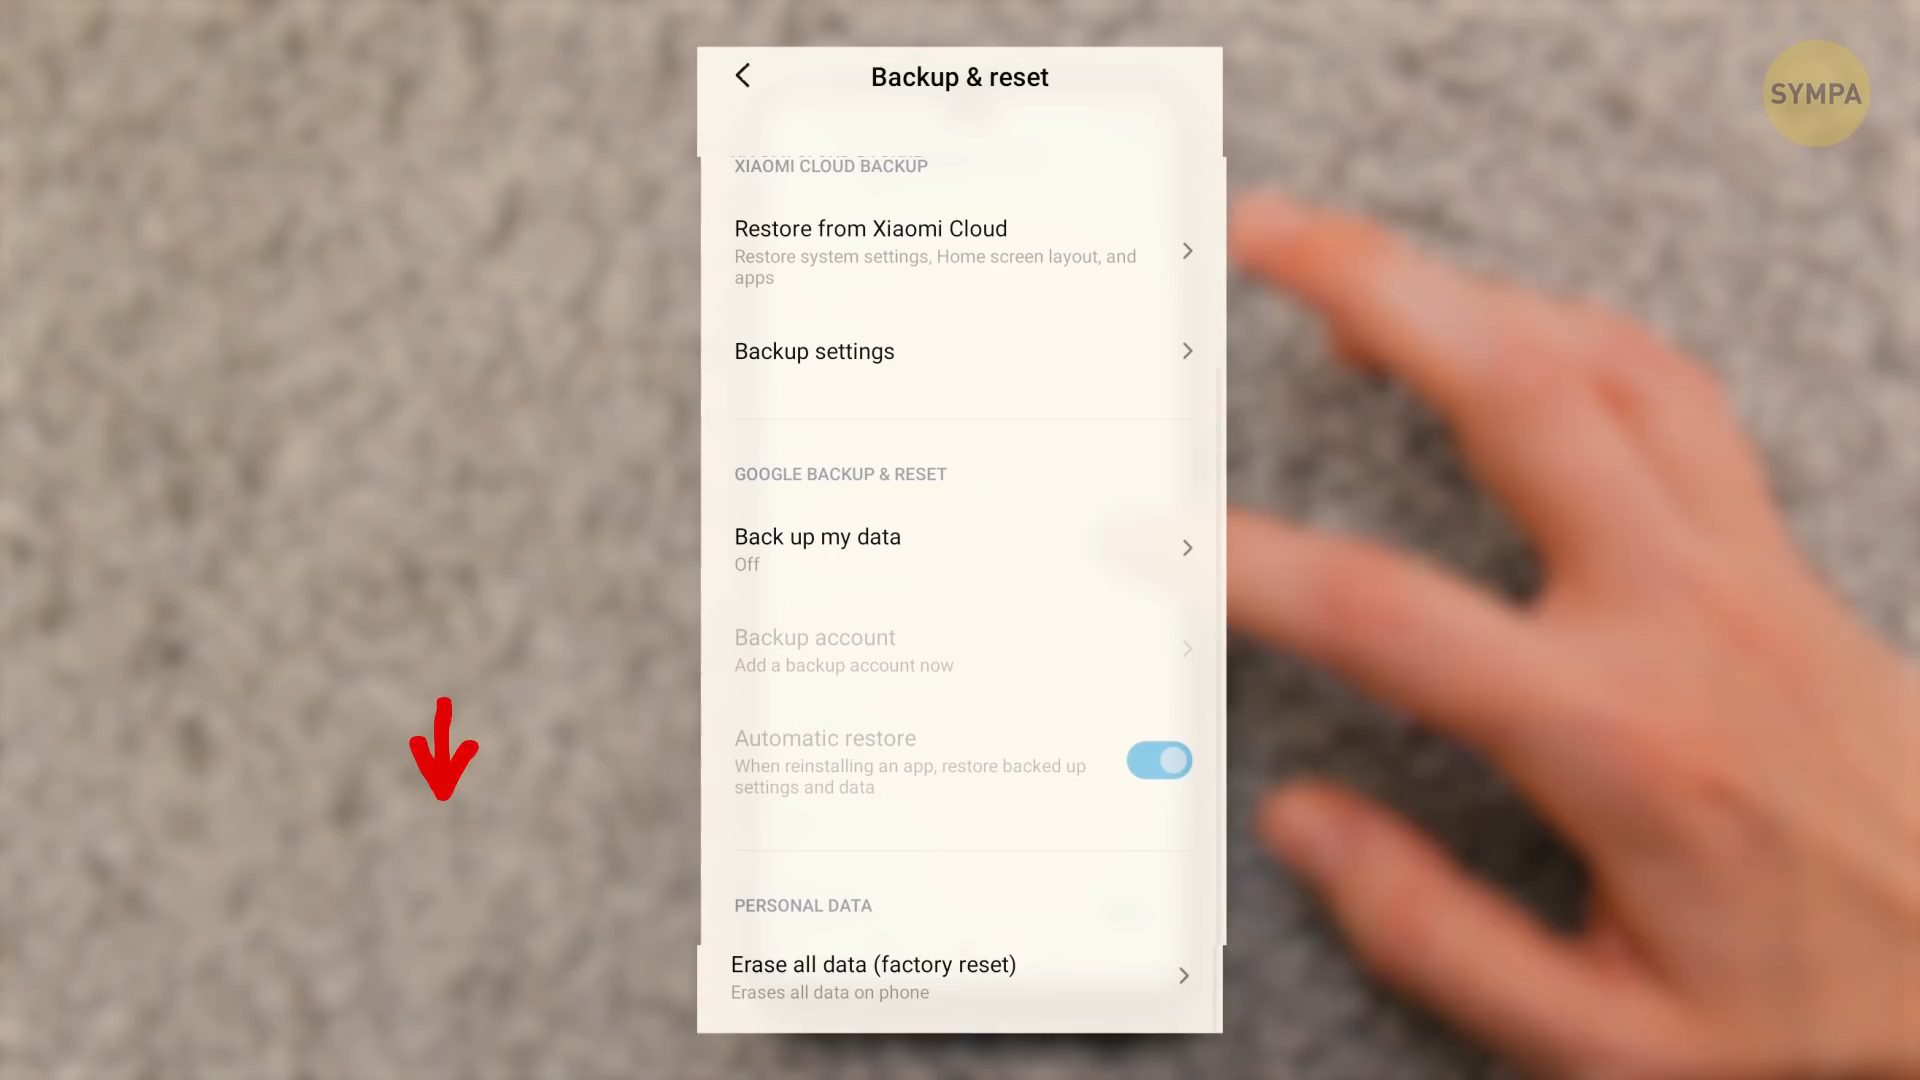 Backup & reset
SYMPA
XIAOMI CLOUD BACKUP
Restore from Xiaomi Cloud
Restore system settings, Home screen layout, and
apps
Backup settings
GOOGLE BACKUP & RESET
Back up my data
Off
Backup account
Add a backup account now
Automatic restore
When reinstalling an app, restore backed up
settings and data
PERSONAL DATA
Erase all data (factory reset)
Erases all data on phone